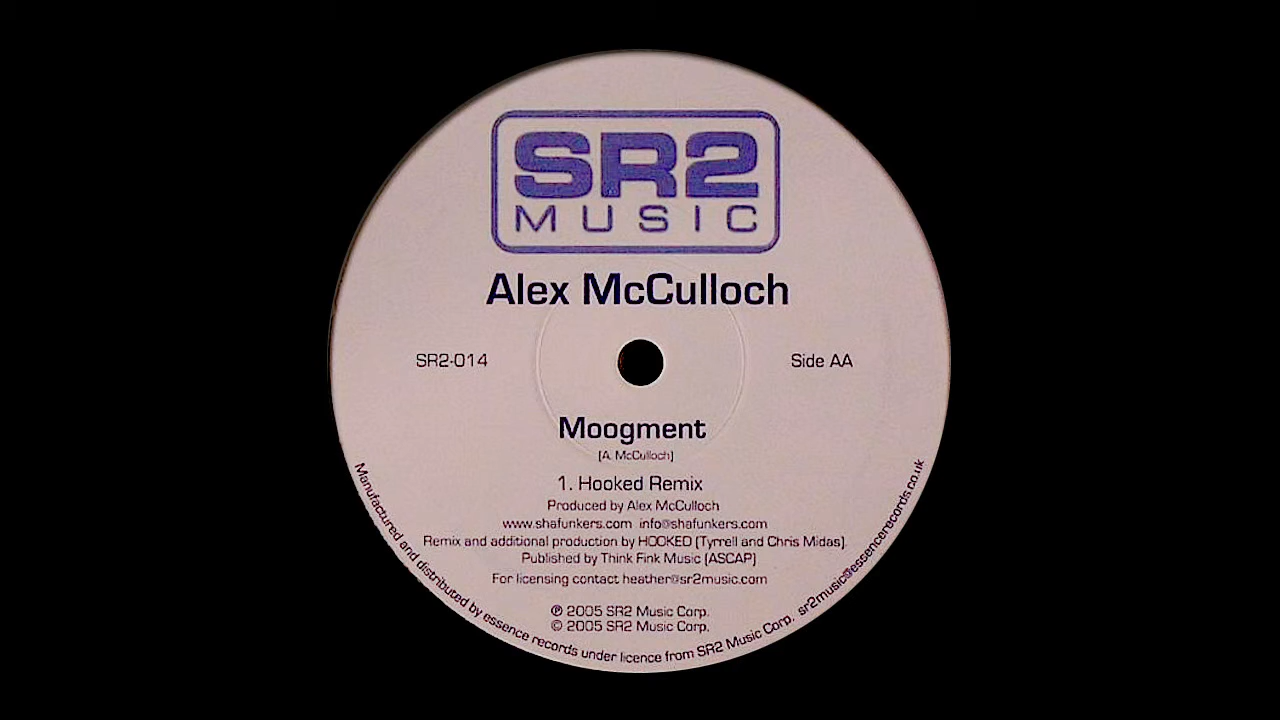 SR2
MUSIC
Alex McCulloch
SR2-014
Side AA
Moogment
[A. McCulloch]
1. Hooked Remix
Produced by Alex McCulloch
www.shafunkers.com info@shafunkers.com
Remix and additional production by HOOKED [Tyrrell and Chris Midas].
Published by Think Fink Music [ASCAP]
For licensing contact heather@sr2music.com
℗ 2005 SR2 Music Corp.
© 2005 SR2 Music Corp.
Manufactured and distributed by essence records under licence from SR2 Music Corp. sr2music@essencerecords.co.uk